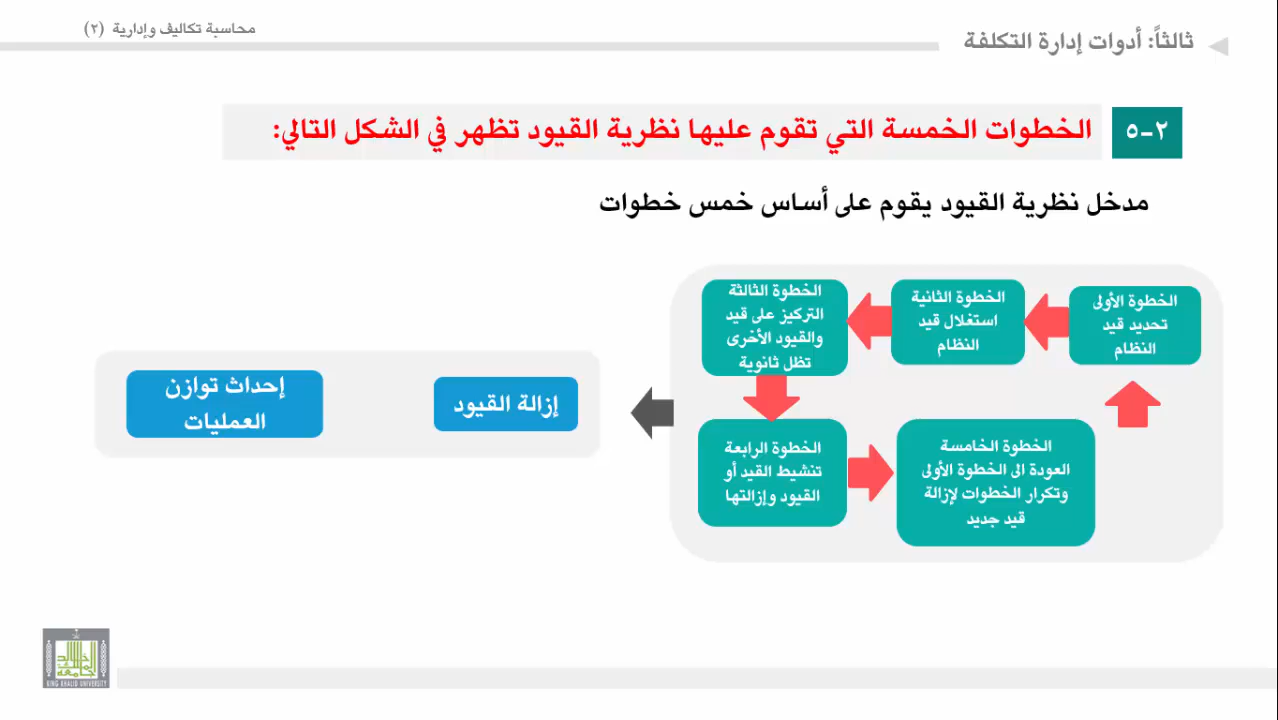 محاسبة تكاليف وإدارية (٢)
ثالثاً: أدوات إدارة التكلفة
٢-٥
الخطوات الخمسة التي تقوم عليها نظرية القيود تظهر في الشكل التالي:
مدخل نظرية القيود يقوم على أساس خمس خطوات
الخطوة الأولى
تحديد قيد
النظام
الخطوة الثانية
استغلال قيد
النظام
الخطوة الثالثة
التركيز على قيد
والقيود الأخرى
تظل ثانوية
الخطوة الرابعة
تنشيط القيد أو
القيود وإزالتها
الخطوة الخامسة
العودة الى الخطوة الأولى
وتكرار الخطوات لإزالة
قيد جديد
إزالة القيود
إحداث توازن
العمليات
جامعة الملك خالد
KING KHALID UNIVERSITY